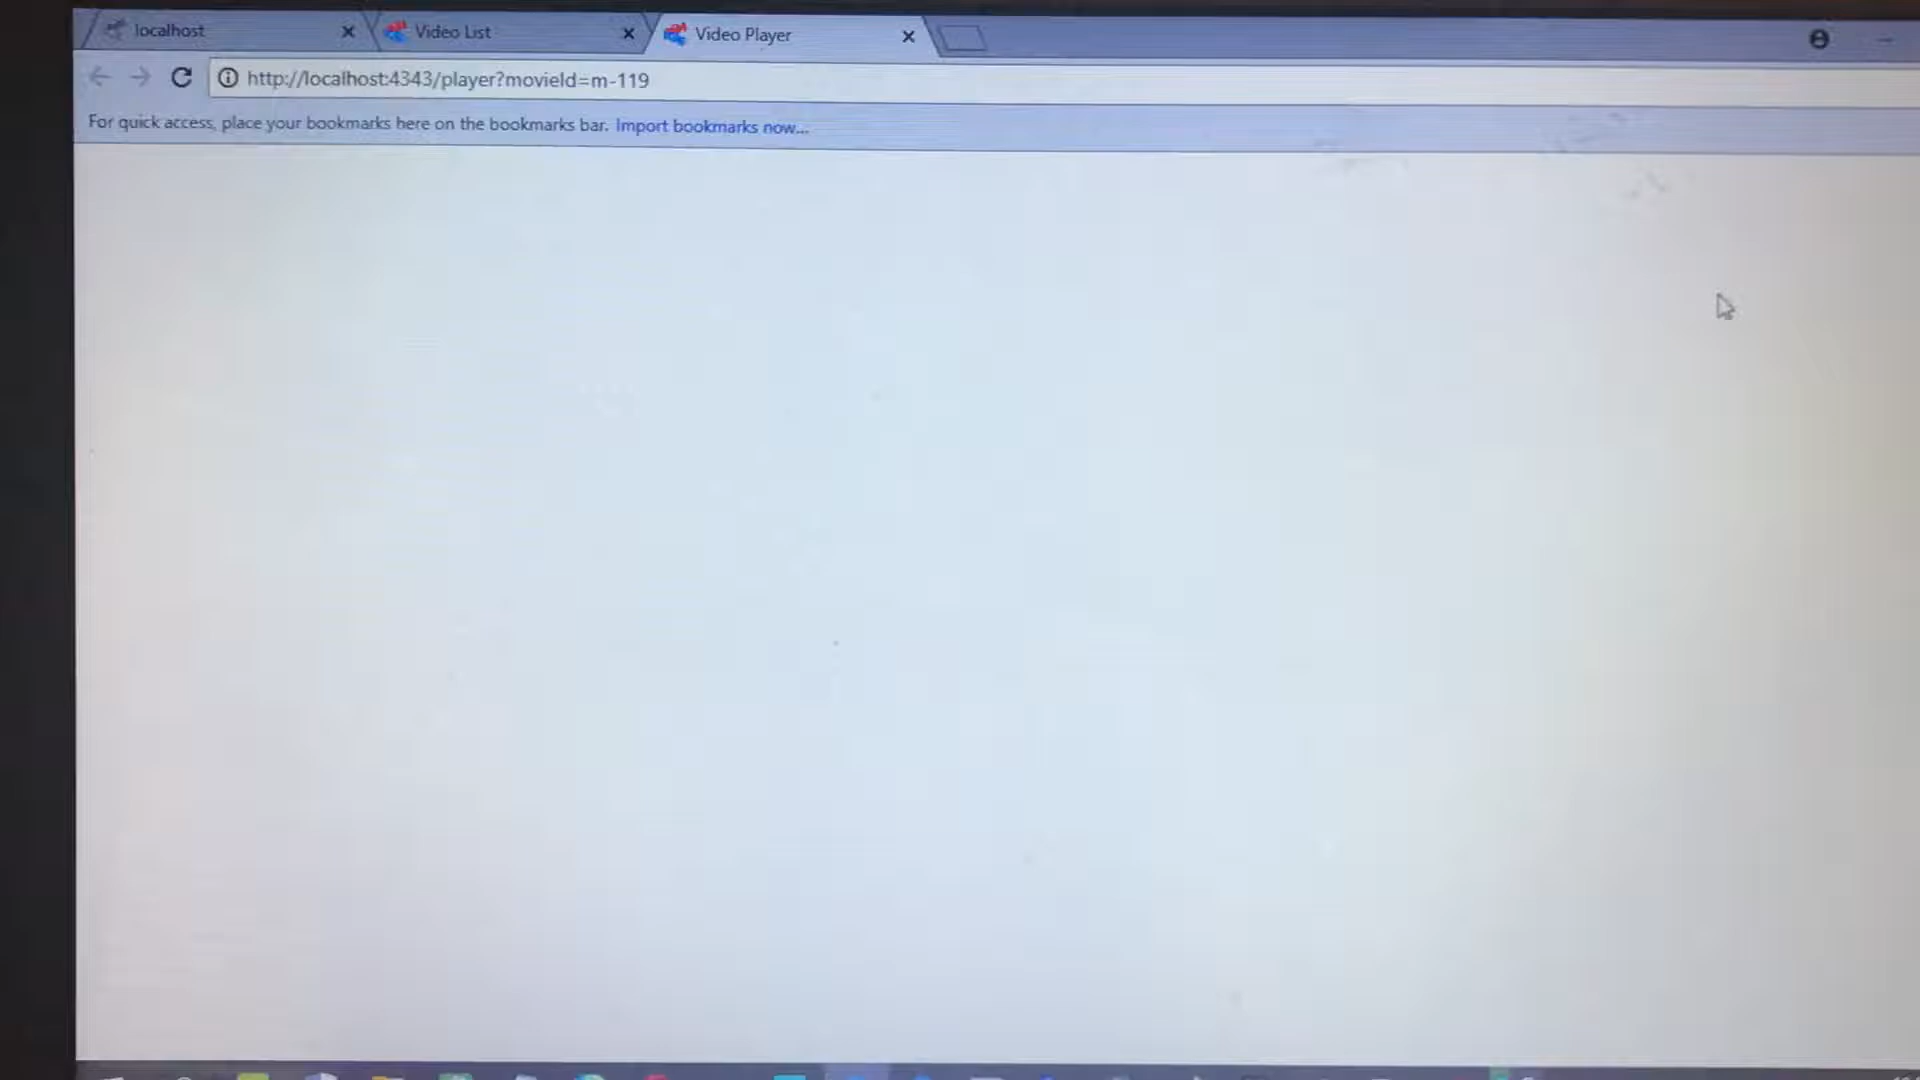 localhost
Video List
Video Player
http://localhost:4343/player?movieId=m-119
For quick access, place your bookmarks here on the bookmarks bar. Import bookmarks now...